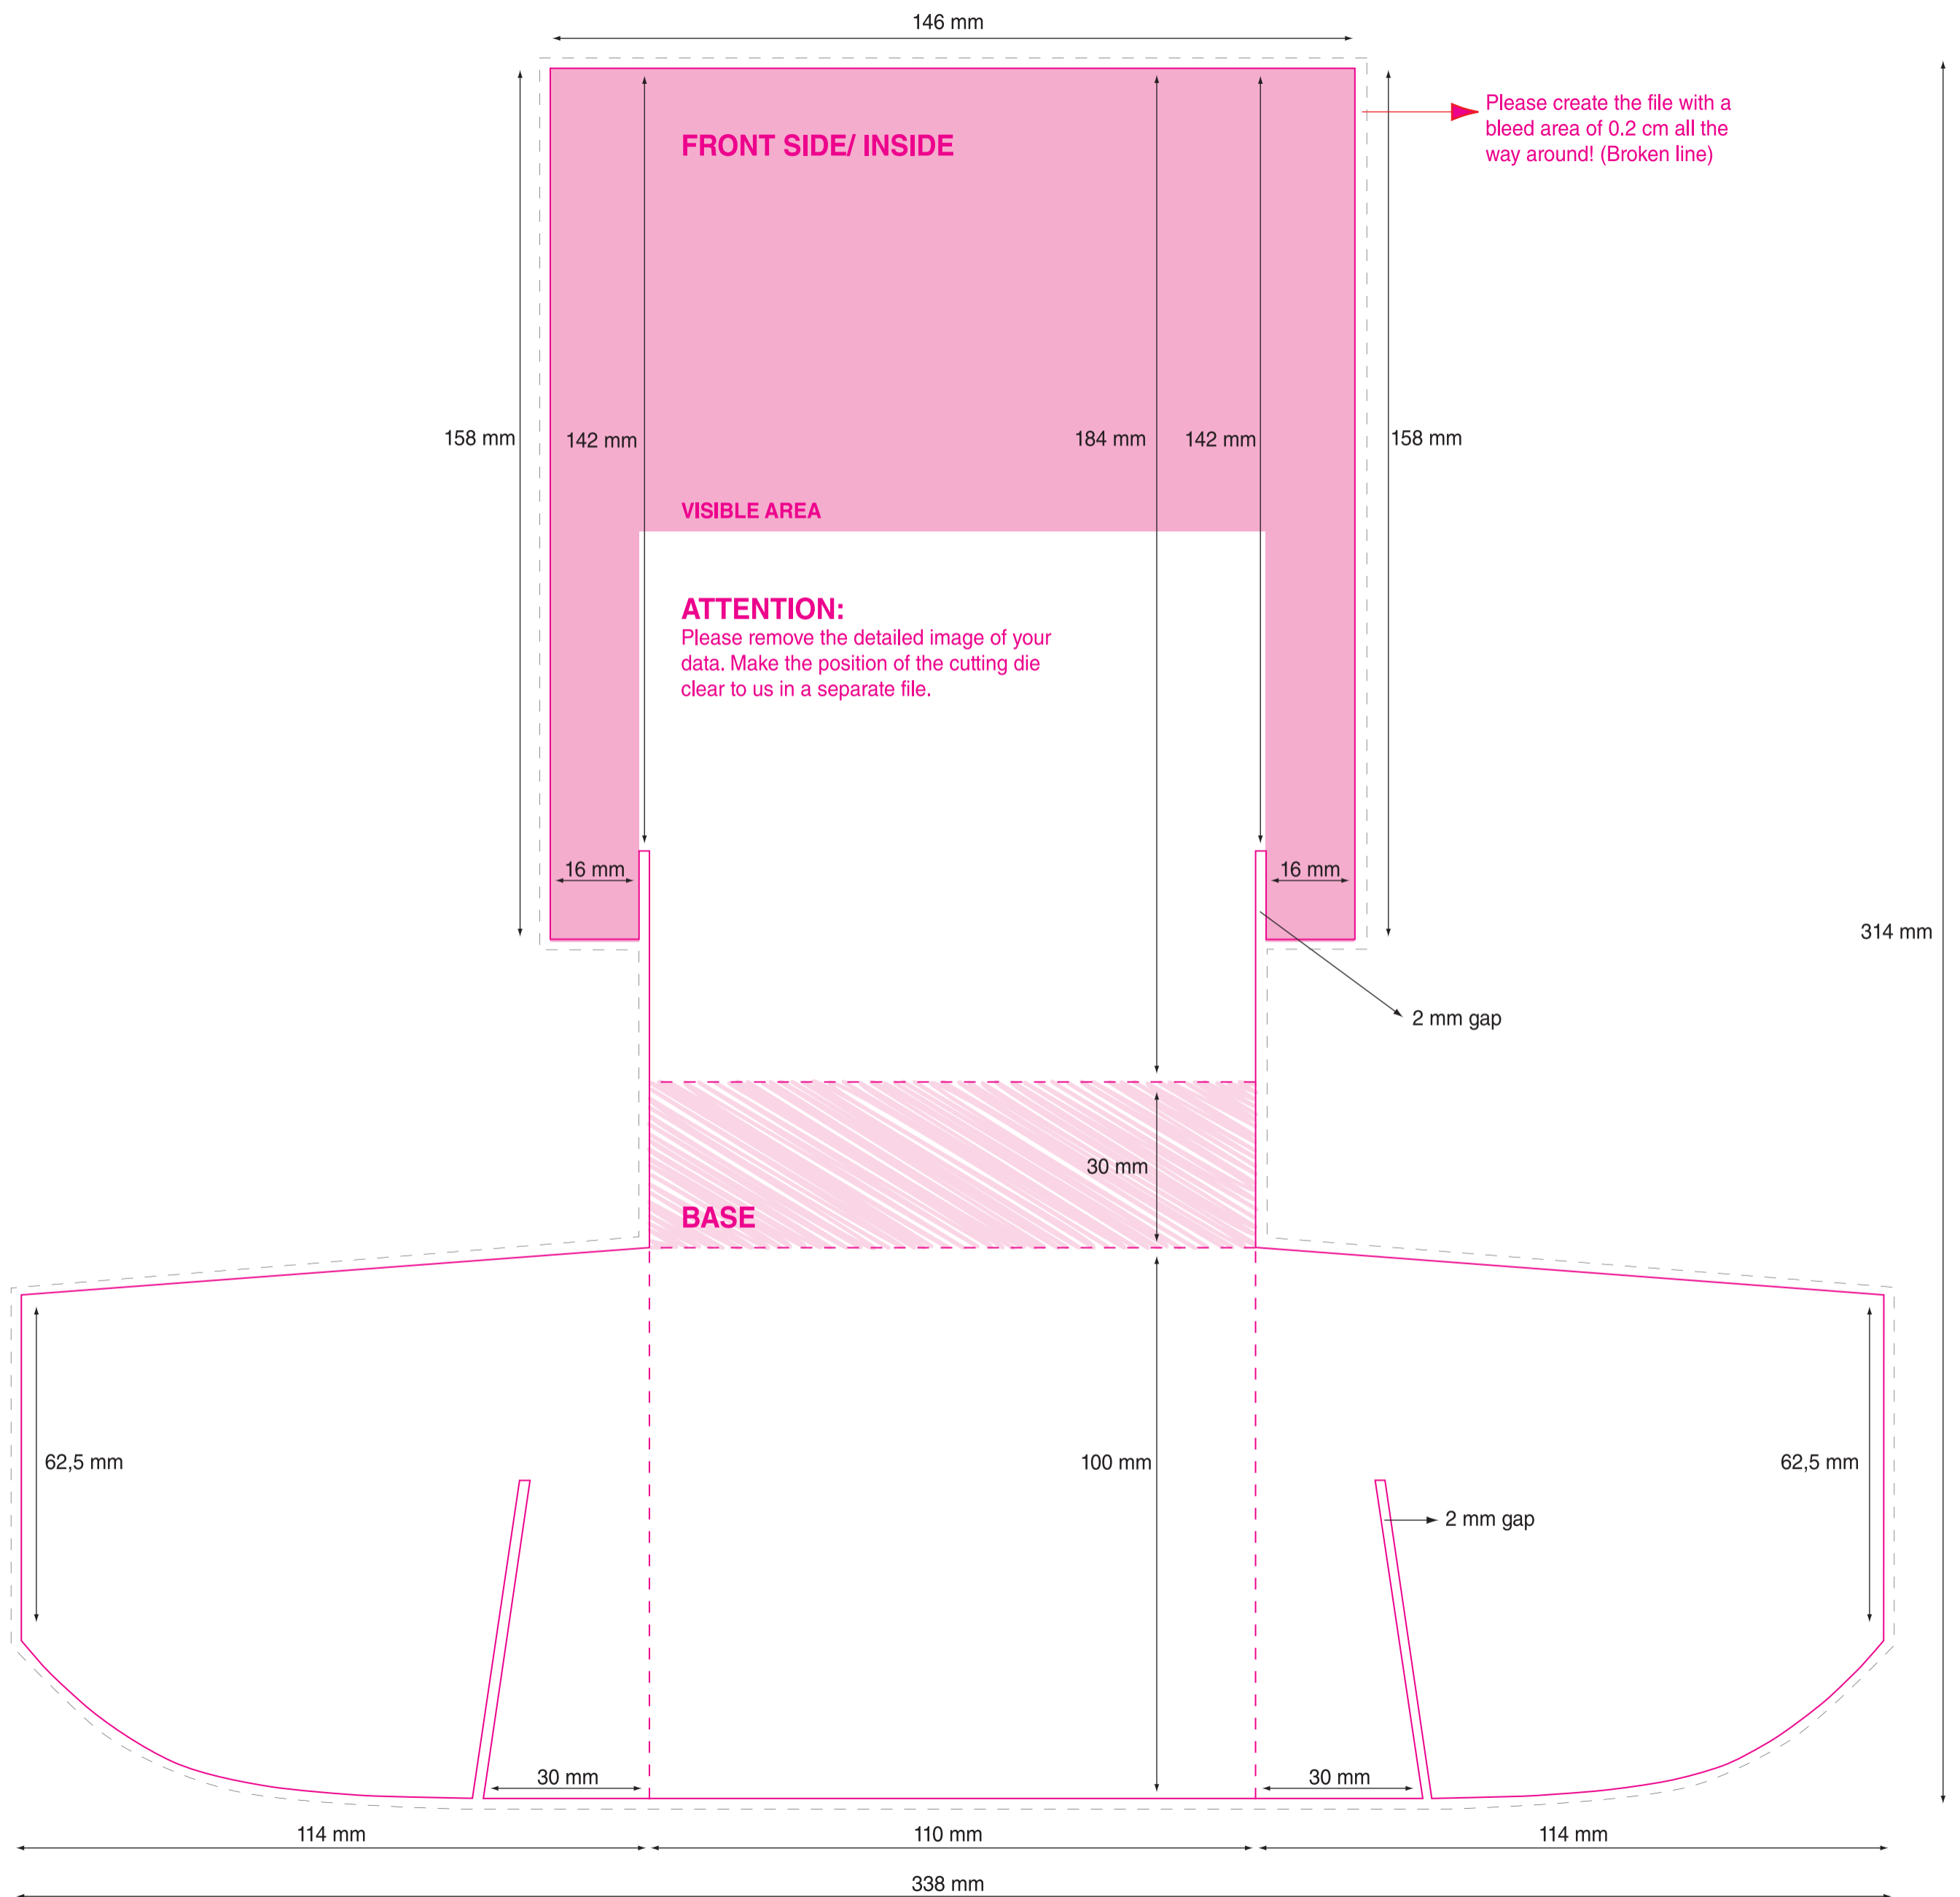 146 mm
Please create the file with a
bleed area of 0.2 cm all the
way around! (Broken line)
FRONT SIDE/ INSIDE
158 mm
142 mm
184 mm
142 mm
158 mm
VISIBLE AREA
ATTENTION:
Please remove the detailed image of your
data. Make the position of the cutting die
clear to us in a separate file.
16 mm
16 mm
314 mm
2 mm gap
30 mm
BASE
62,5 mm
100 mm
62,5 mm
2 mm gap
30 mm
30 mm
114 mm
110 mm
114 mm
338 mm